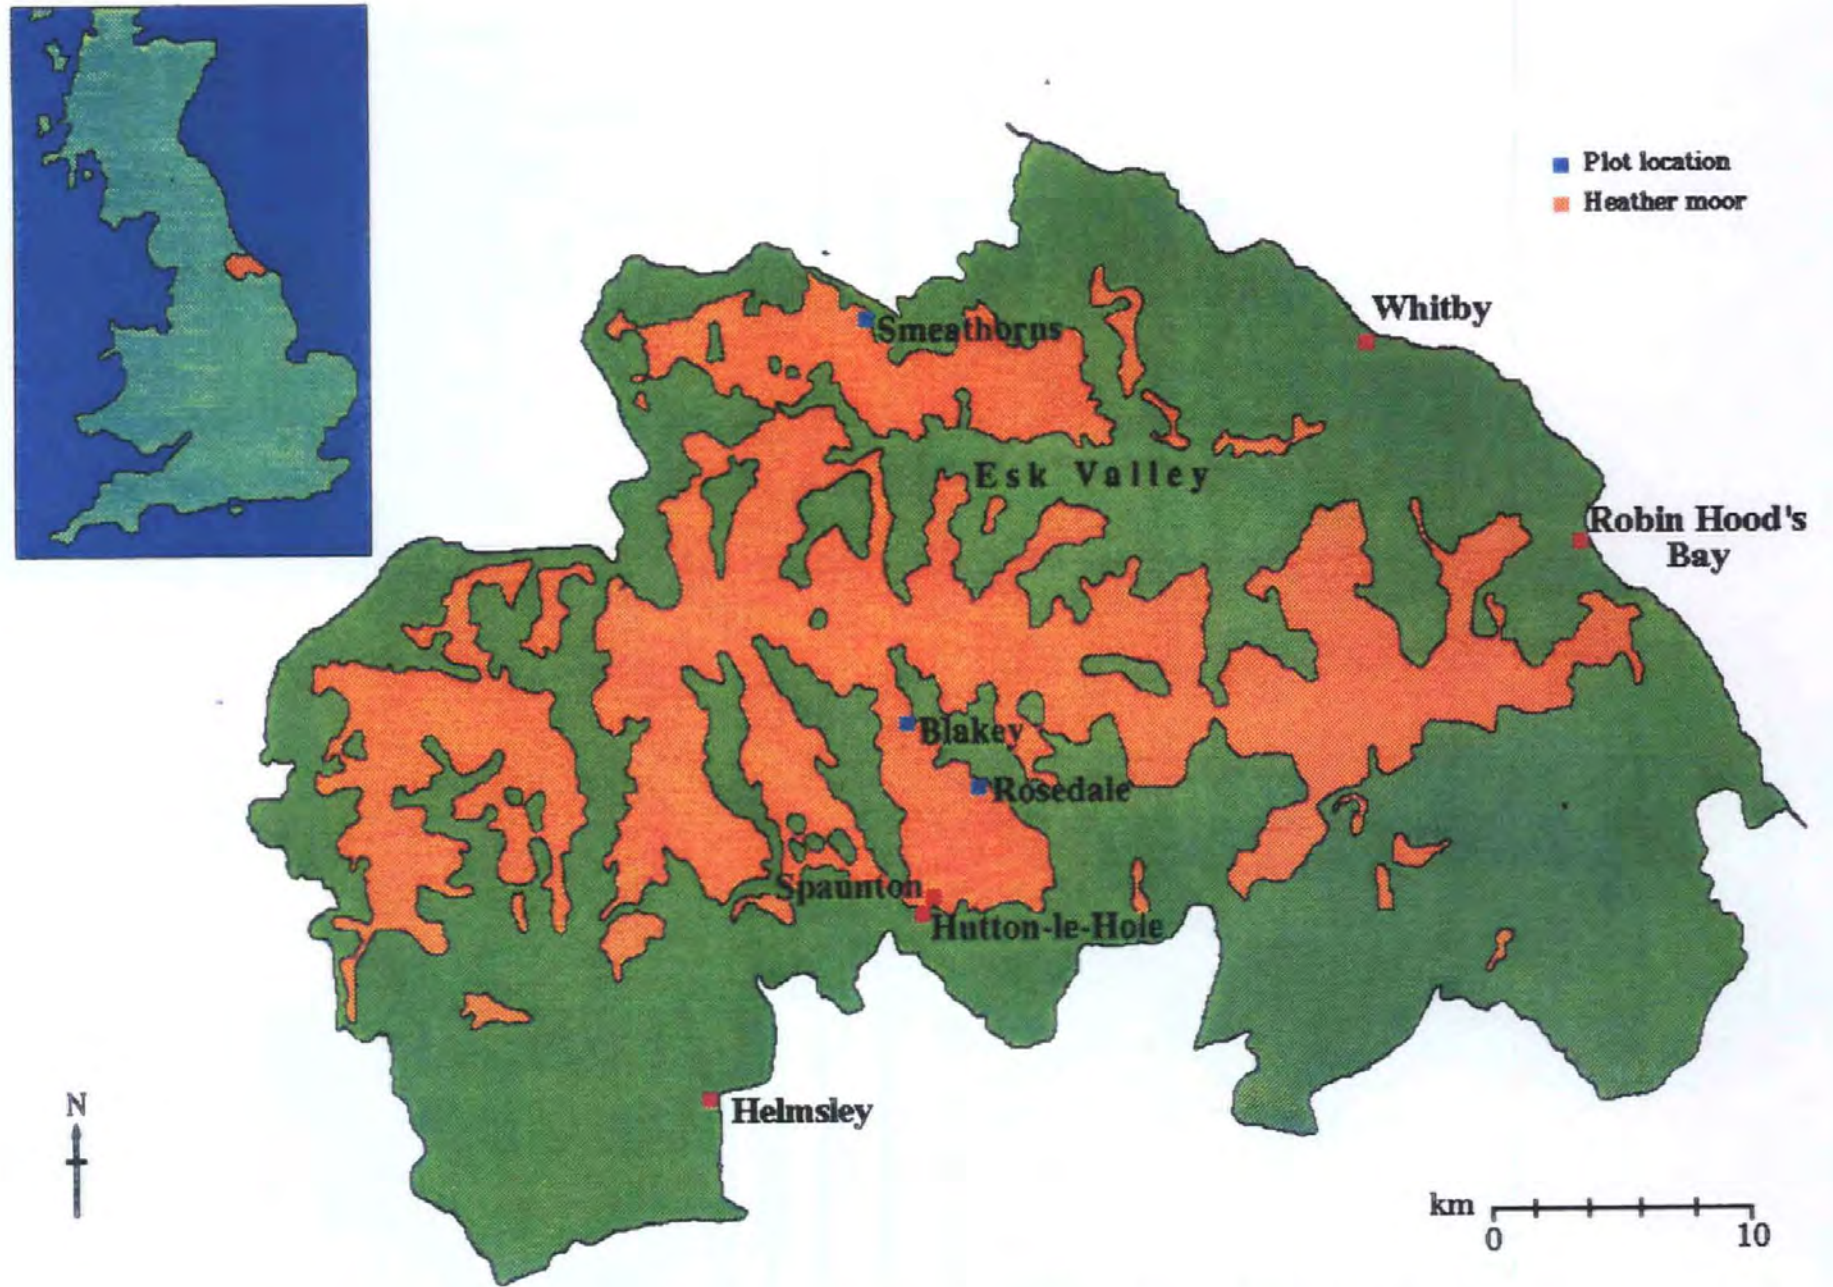 Plot location
Heather moor
Whitby
Smeathorns
Esk Valley
Robin Hood's
Bay
Blakey
Rosedale
Spaunton
Hutton-le-Hole
N
Helmsley
km
0
10